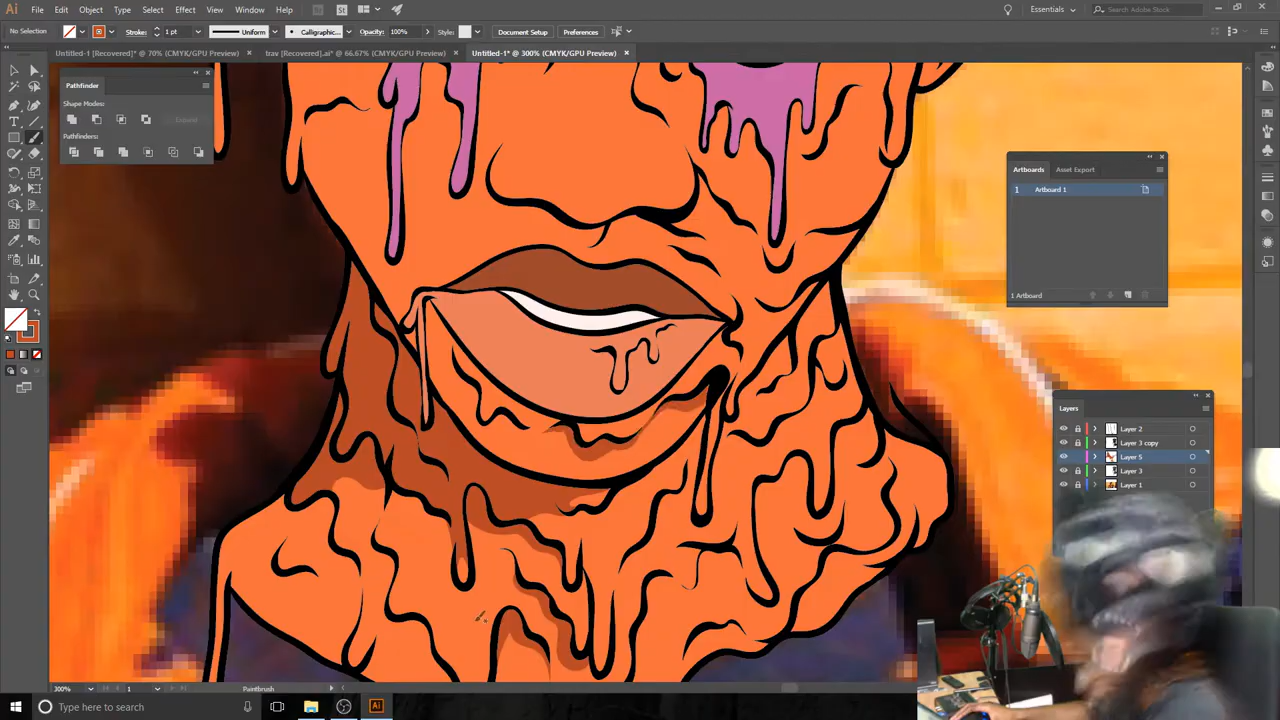 Ai File Edit Object Type Select Effect View Window Help Br St
Essentials Search Adobe Stock
No Selection Stroke: 1 pt Uniform Calligraphic... Opacity: 100% Style: Document Setup Preferences
Untitled-1 [Recovered]* @ 70% (CMYK/GPU Preview) × trav [Recovered].ai* @ 66.67% (CMYK/GPU Preview) × Untitled-1* @ 300% (CMYK/GPU Preview) ×
Pathfinder
Shape Modes:
Expand
Pathfinders:
Artboards Asset Export
1 Artboard 1
1 Artboard
Layers
Layer 2
Layer 3 copy
Layer 5
Layer 3
Layer 1
300% 1 Paintbrush
Type here to search
Ai